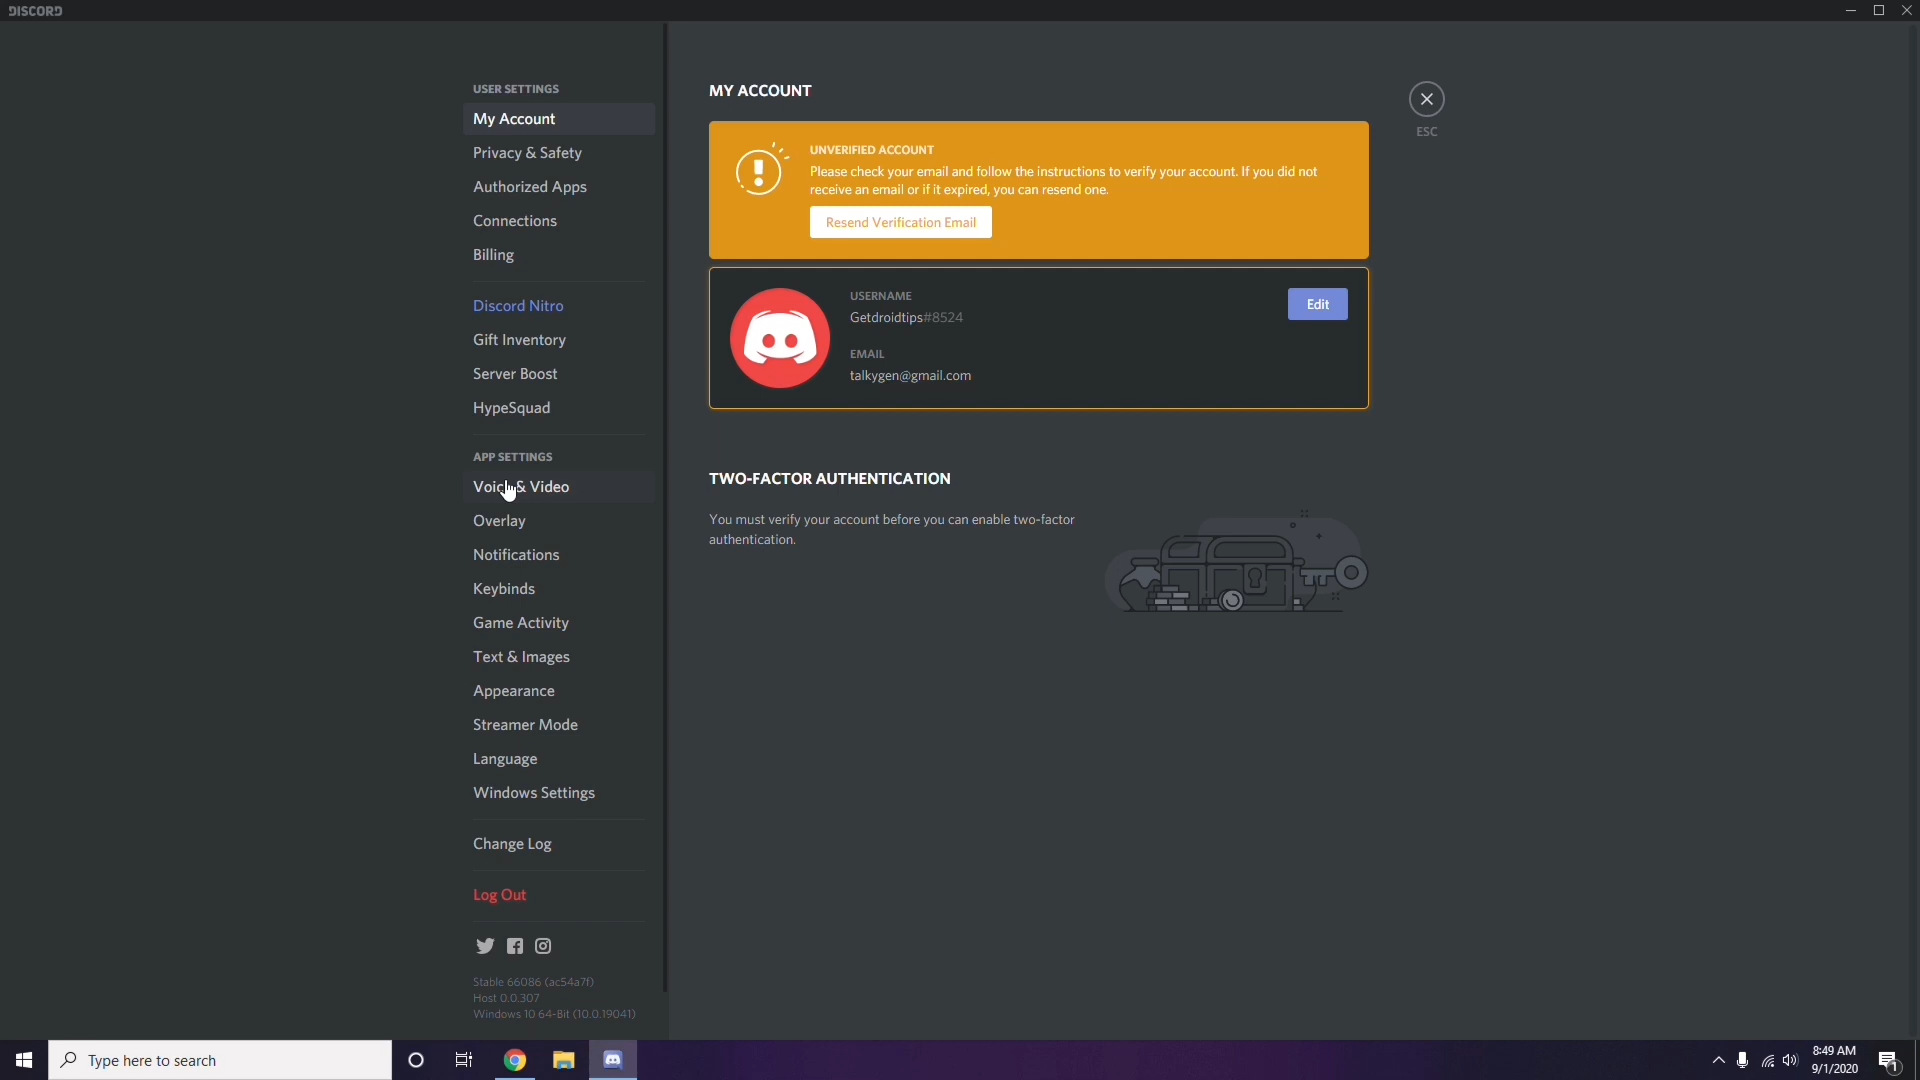 DISCORD
USER SETTINGS
My Account
Privacy & Safety
Authorized Apps
Connections
Billing
Discord Nitro
Gift Inventory
Server Boost
HypeSquad
APP SETTINGS
Voice & Video
Overlay
Notifications
Keybinds
Game Activity
Text & Images
Appearance
Streamer Mode
Language
Windows Settings
Change Log
Log Out
Stable 66086 (ac54a7f)
Host 0.0.307
Windows 10 64-Bit (10.0.19041)
MY ACCOUNT
ESC
UNVERIFIED ACCOUNT
Please check your email and follow the instructions to verify your account. If you did not
receive an email or if it expired, you can resend one.
Resend Verification Email
USERNAME
Getdroidtips#8524
Edit
EMAIL
talkygen@gmail.com
TWO-FACTOR AUTHENTICATION
You must verify your account before you can enable two-factor
authentication.
Type here to search
8:49 AM
9/1/2020
1